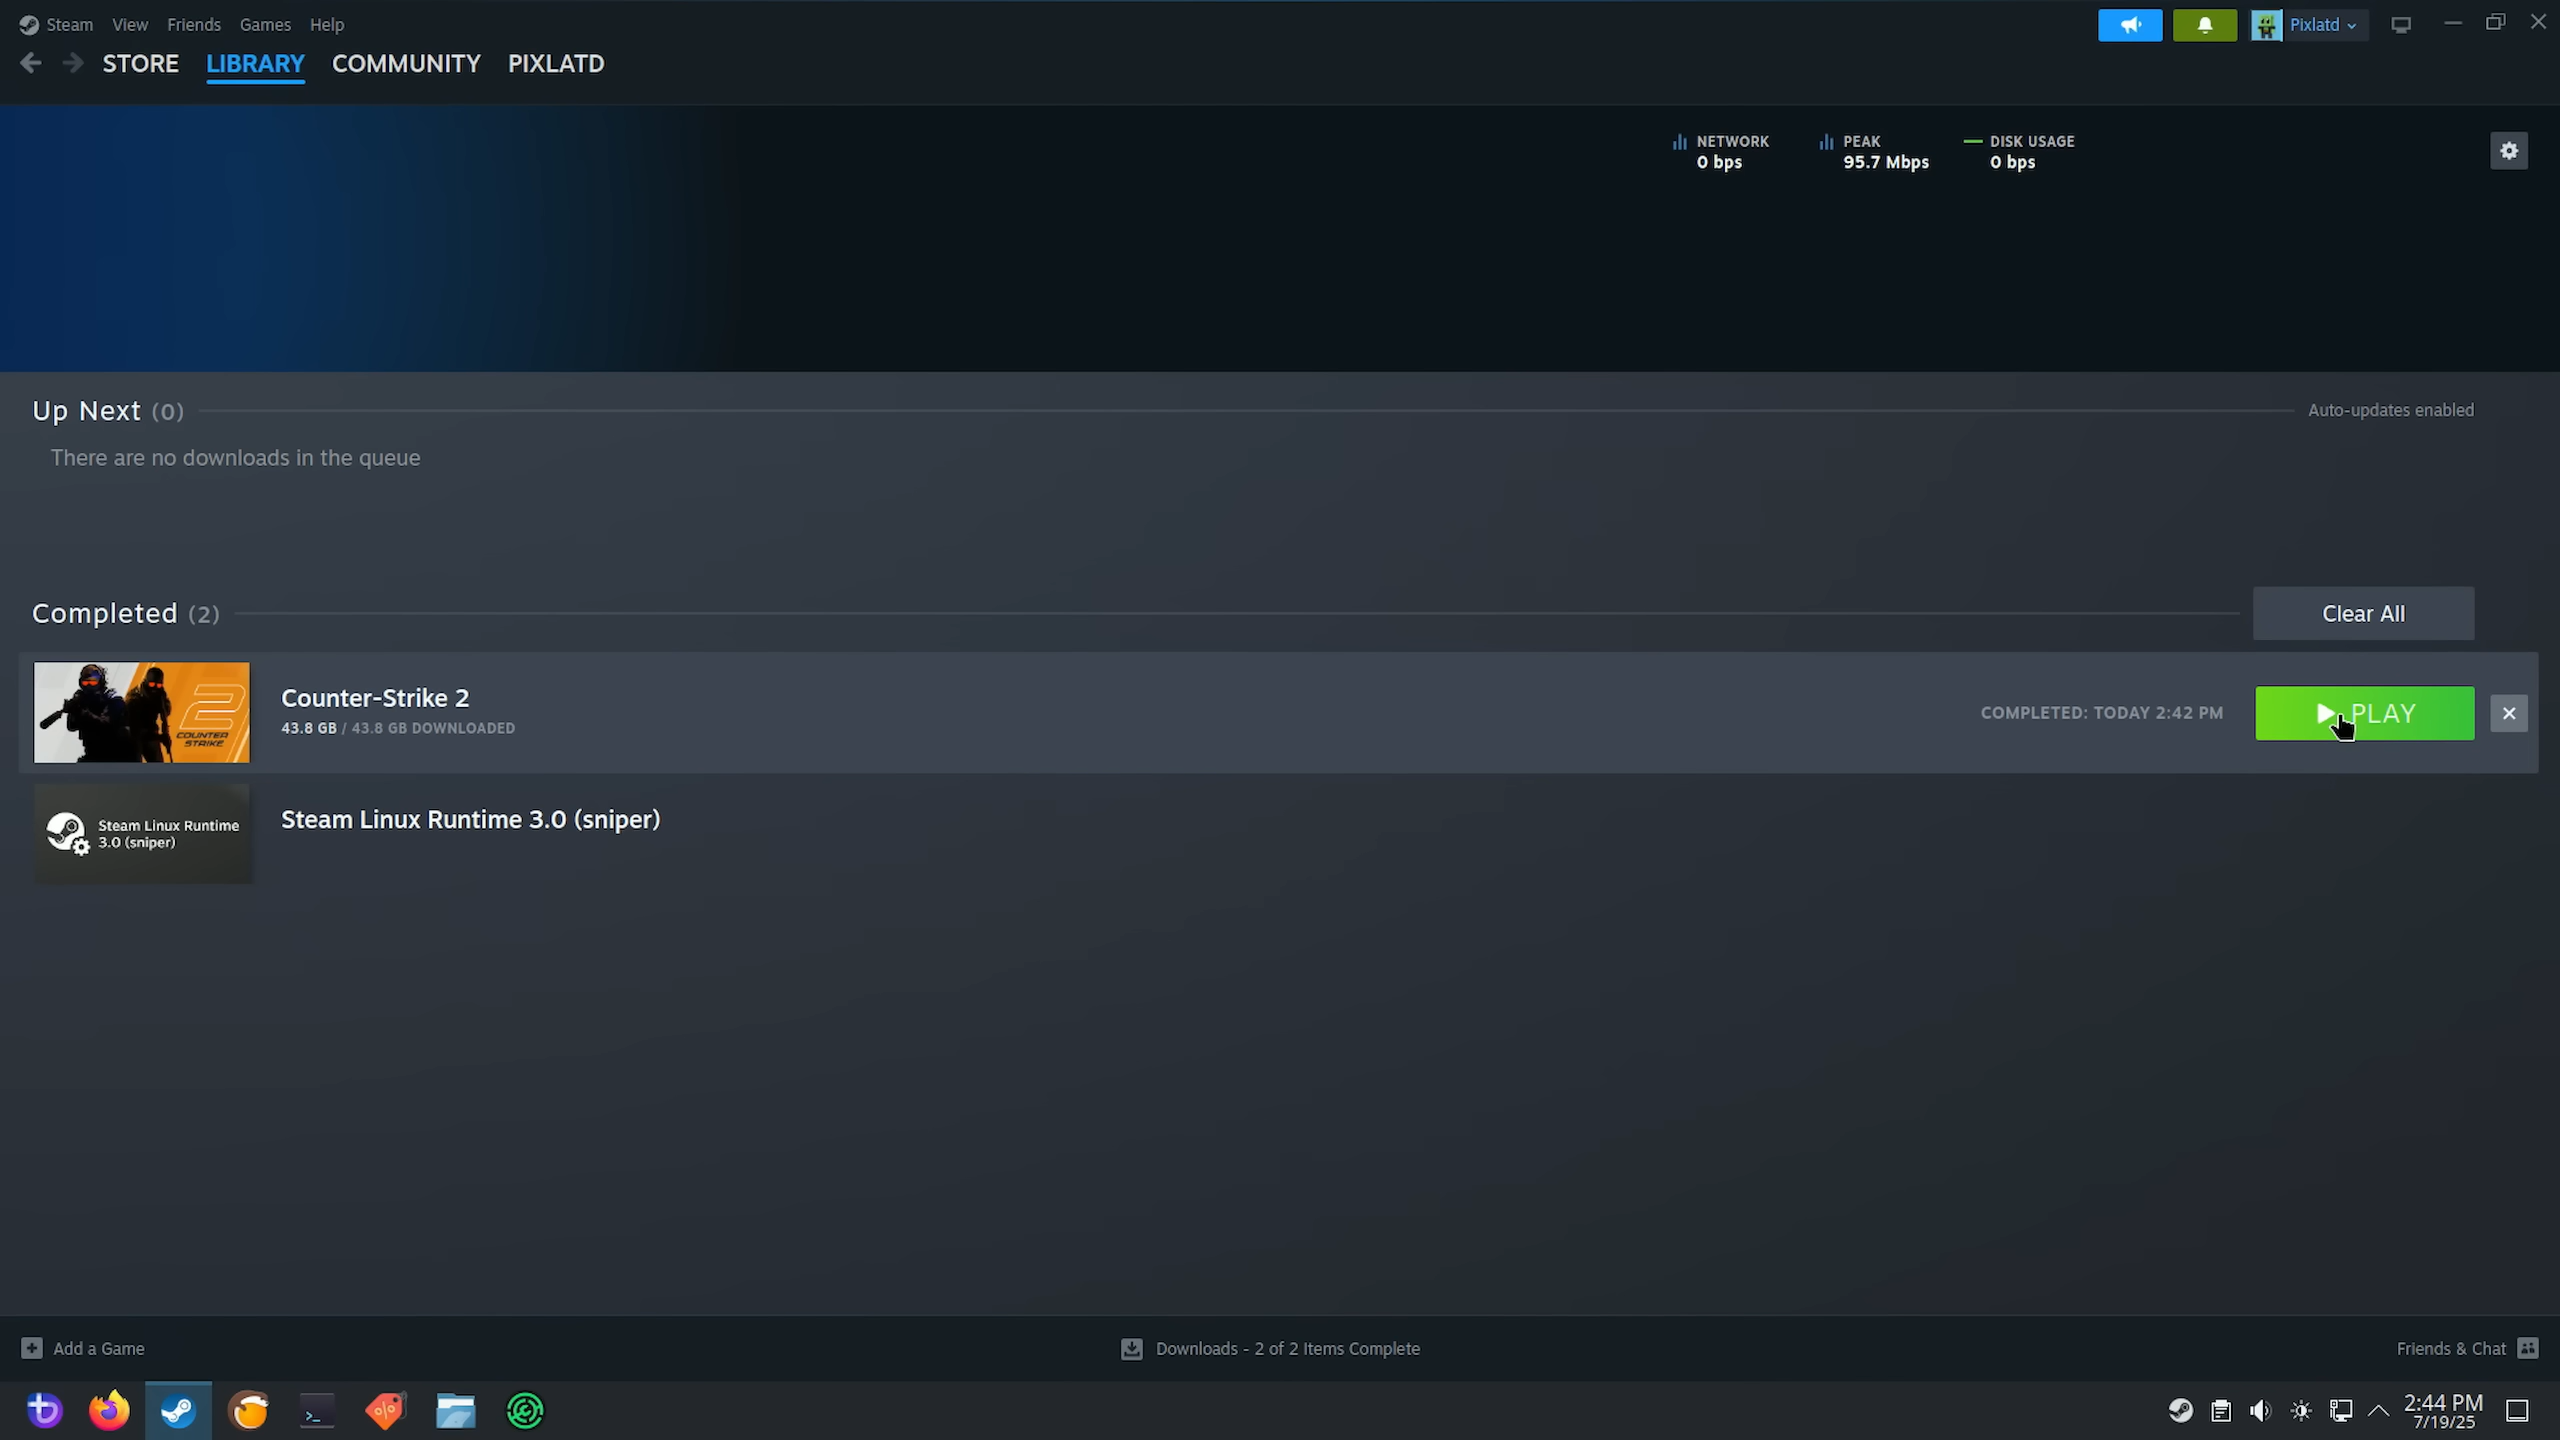 Steam View Friends Games Help
Pixlatd
STORE LIBRARY COMMUNITY PIXLATD
NETWORK
0 bps
PEAK
95.7 Mbps
DISK USAGE
0 bps
Up Next (0)
Auto-updates enabled
There are no downloads in the queue
Completed (2)
Clear All
2
COUNTER
STRIKE
Counter-Strike 2
43.8 GB / 43.8 GB DOWNLOADED
COMPLETED: TODAY 2:42 PM
PLAY
Steam Linux Runtime
3.0 (sniper)
Steam Linux Runtime 3.0 (sniper)
Add a Game
Downloads - 2 of 2 Items Complete
Friends & Chat
2:44 PM
7/19/25